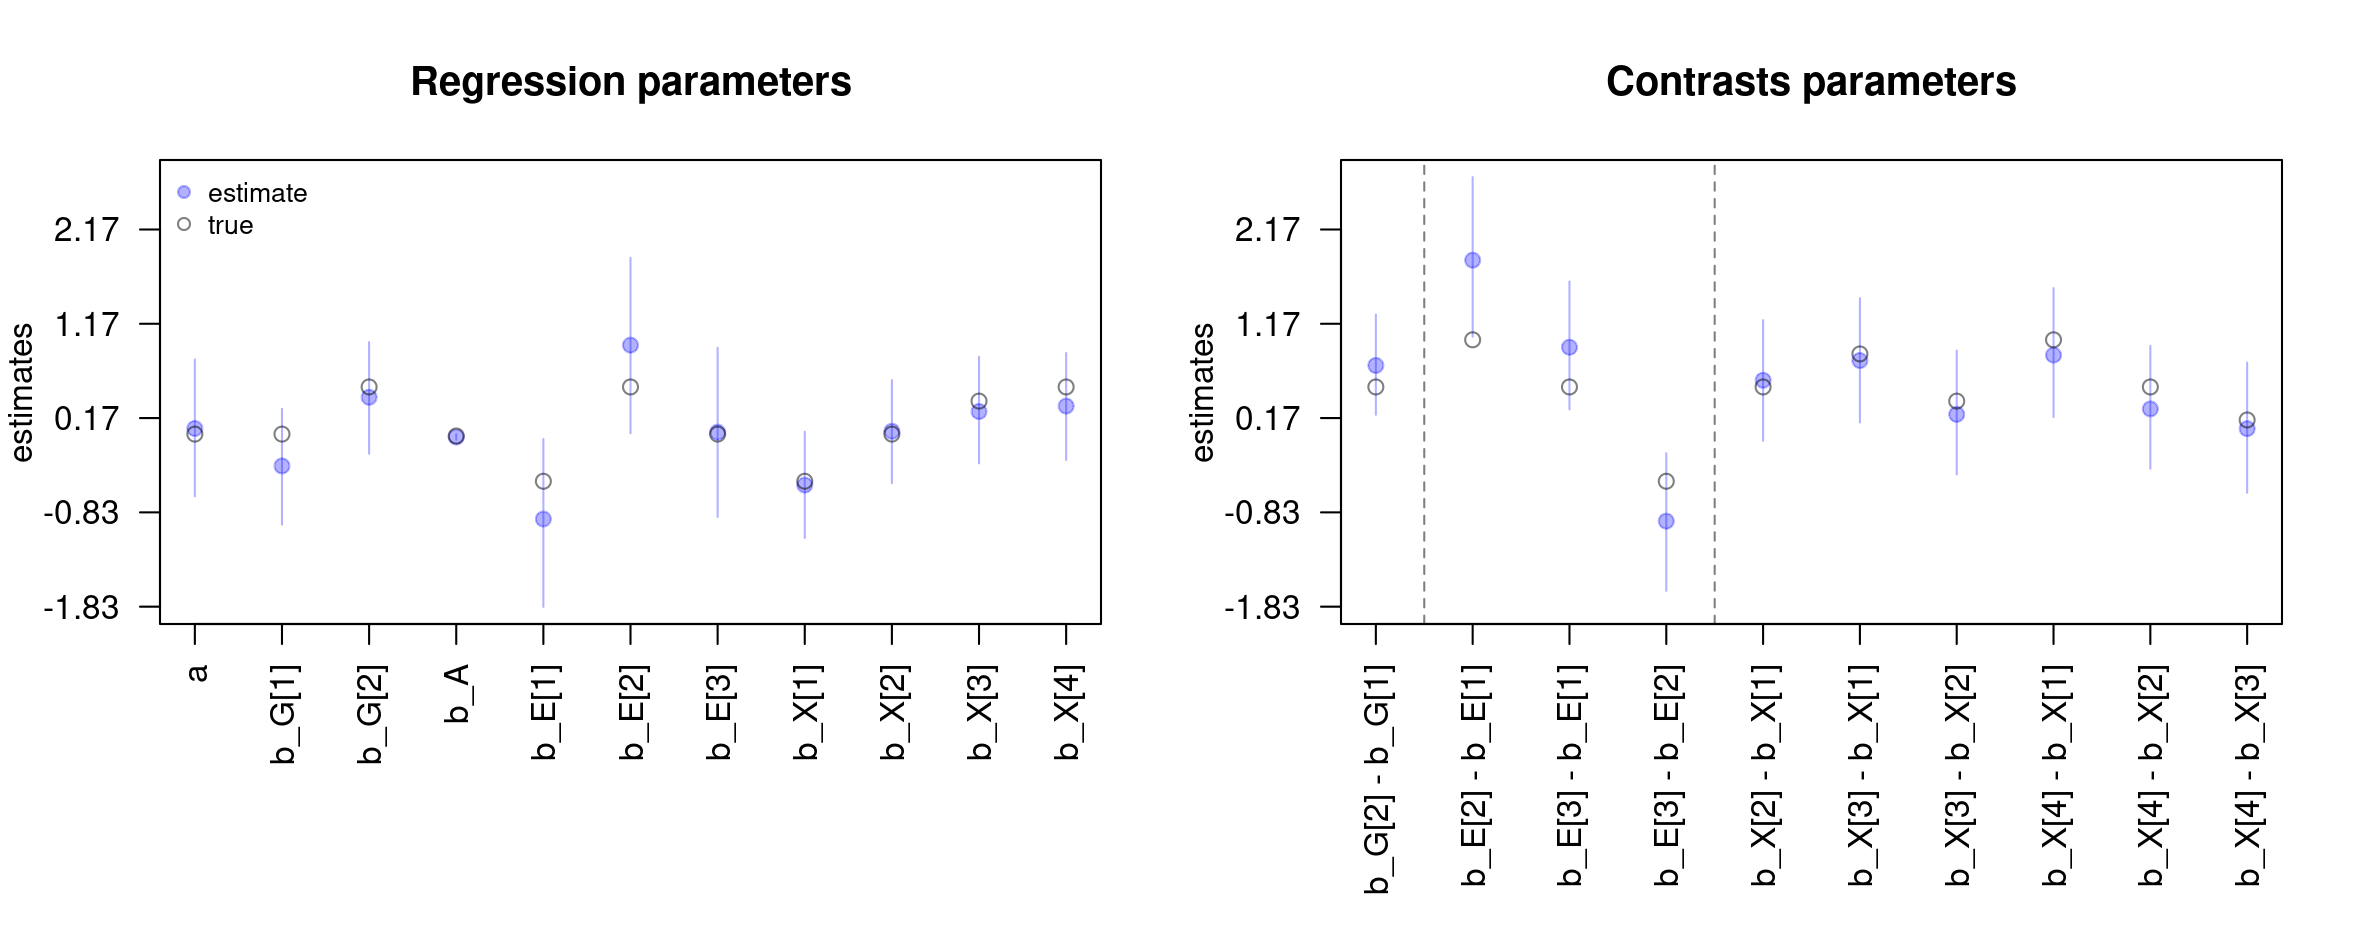 Regression parameters
estimates
2.17
1.17
0.17
-0.83
-1.83
estimate
true
a
b_G[1]
b_G[2]
b_A
b_E[1]
b_E[2]
b_E[3]
b_X[1]
b_X[2]
b_X[3]
b_X[4]
Contrasts parameters
estimates
2.17
1.17
0.17
-0.83
-1.83
b_G[2] - b_G[1]
b_E[2] - b_E[1]
b_E[3] - b_E[1]
b_E[3] - b_E[2]
b_X[2] - b_X[1]
b_X[3] - b_X[1]
b_X[3] - b_X[2]
b_X[4] - b_X[1]
b_X[4] - b_X[2]
b_X[4] - b_X[3]